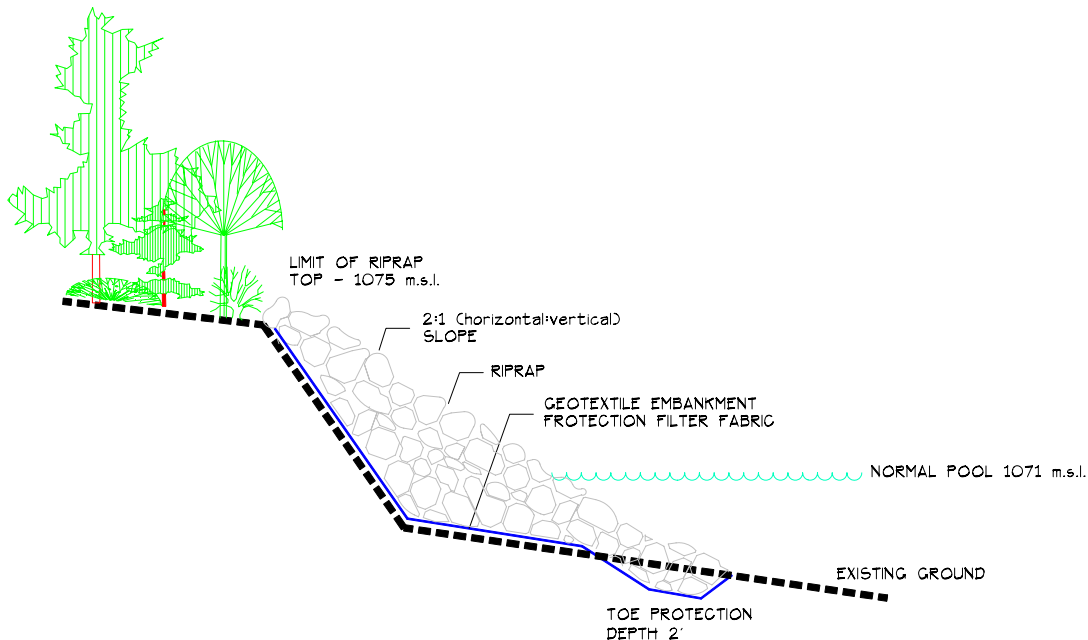 LIMIT OF RIPRAP
TOP - 1075 m.s.l.
2:1 (horizontal:vertical)
SLOPE
RIPRAP
GEOTEXTILE EMBANKMENT
PROTECTION FILTER FABRIC
NORMAL POOL 1071 m.s.l.
EXISTING GROUND
TOE PROTECTION
DEPTH 2'